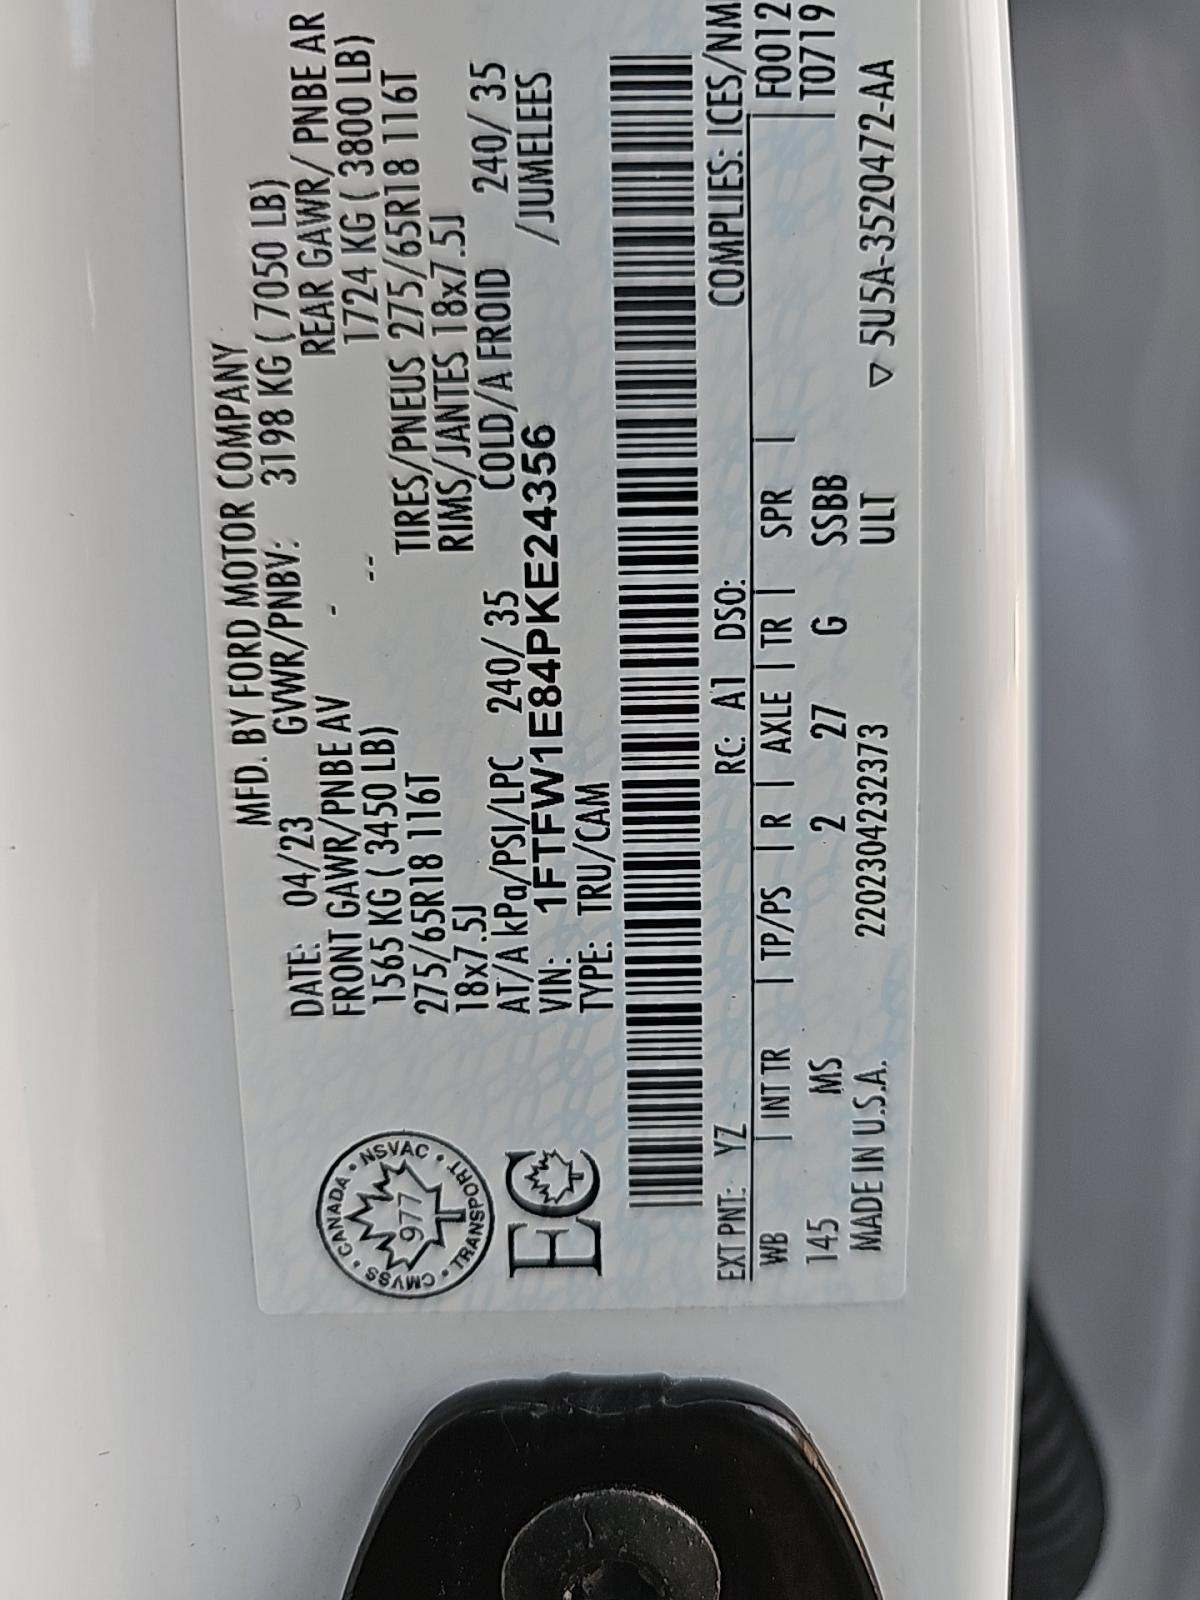 MFD. BY FORD MOTOR COMPANY
DATE: 04/23 GVWR/PNBV: 3198 KG ( 7050 LB)
FRONT GAWR/PNBE AV - REAR GAWR/ PNBE AR
1565 KG ( 3450 LB) -- 1724 KG ( 3800 LB)
275/65R18 116T TIRES/PNEUS 275/65R18 116T
18x7.5J RIMS/JANTES 18x7.5J
AT/A kPa/PSI/LPC 240/ 35 COLD/A FROID 240/ 35
VIN: 1FTFW1E84PKE24356 /JUMELEES
TYPE: TRU/CAM
CANADA • NSVAC • TRANSPORT • CMVSS •
977
EC
EXT PNT: YZ RC: A1 DSO: COMPLIES: ICES/NM
WB | INT TR | TP/PS | R | AXLE | TR | SPR | F0012
145 MS 2 27 G SSBB T0719
MADE IN U.S.A. 2202304232373 ULT ▽ 5U5A-3520472-AA